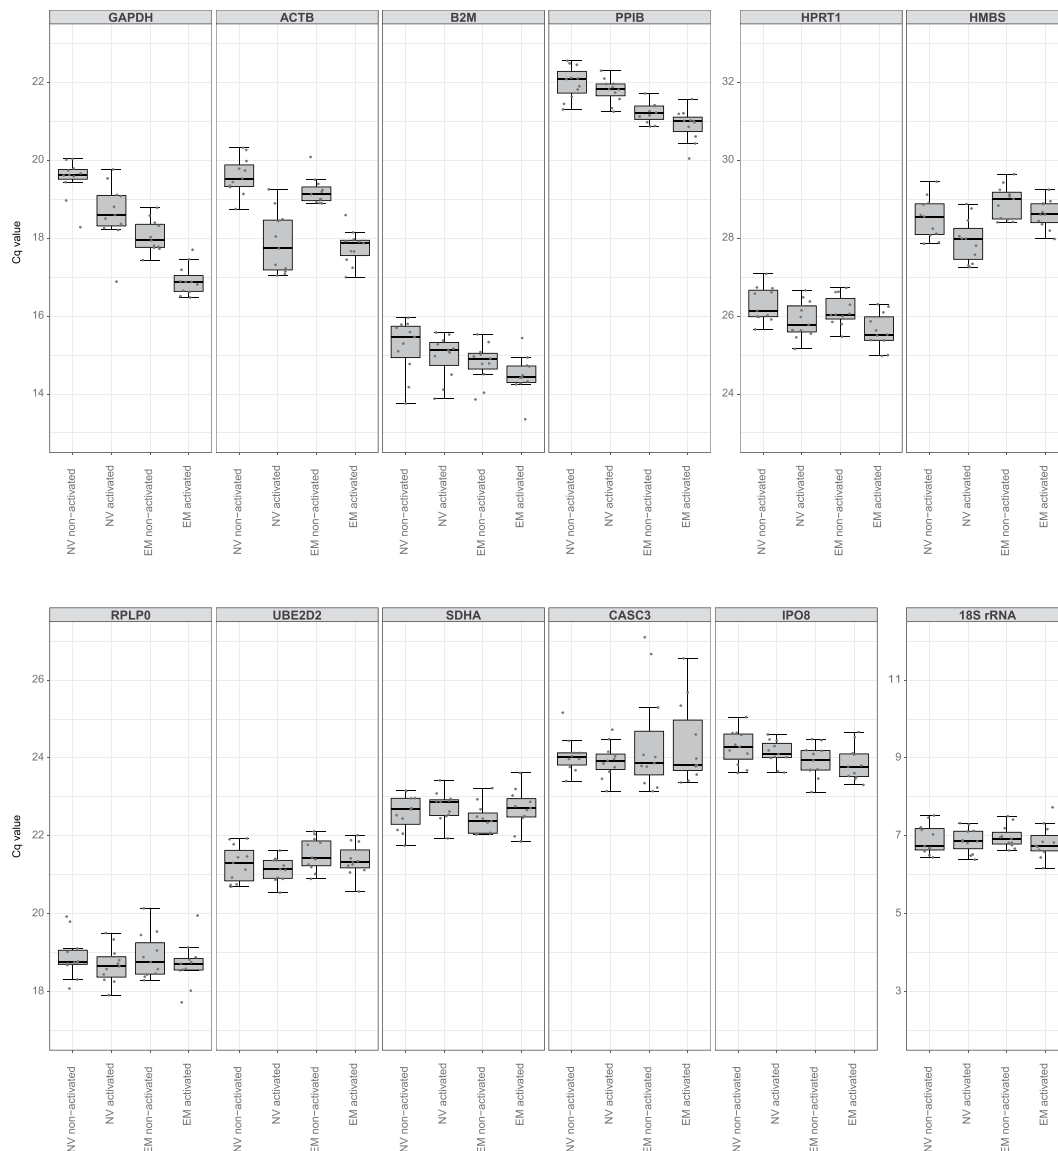 GAPDH ACTB B2M PPIB HPRT1 HMBS
22 32
20 30
18 28
16 26
14 24
Cq value
NV non−activated NV activated EM non−activated EM activated NV non−activated NV activated EM non−activated EM activated NV non−activated NV activated EM non−activated EM activated NV non−activated NV activated EM non−activated EM activated NV non−activated NV activated EM non−activated EM activated NV non−activated NV activated EM non−activated EM activated
RPLP0 UBE2D2 SDHA CASC3 IPO8 18S rRNA
26 11
24 9
22 7
20 5
18 3
Cq value
NV non−activated NV activated EM non−activated EM activated NV non−activated NV activated EM non−activated EM activated NV non−activated NV activated EM non−activated EM activated NV non−activated NV activated EM non−activated EM activated NV non−activated NV activated EM non−activated EM activated NV non−activated NV activated EM non−activated EM activated